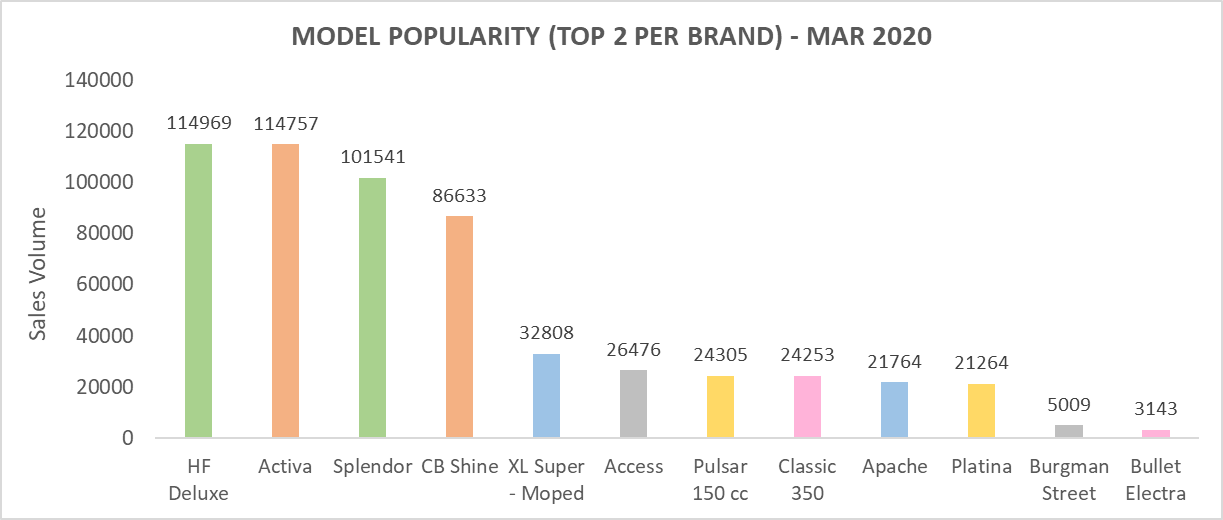 MODEL POPULARITY (TOP 2 PER BRAND) - MAR 2020
Sales Volume
140000
120000
100000
80000
60000
40000
20000
0
114969
114757
101541
86633
32808
26476
24305
24253
21764
21264
5009
3143
HF
Deluxe
Activa
Splendor
CB Shine
XL Super
- Moped
Access
Pulsar
150 cc
Classic
350
Apache
Platina
Burgman
Street
Bullet
Electra